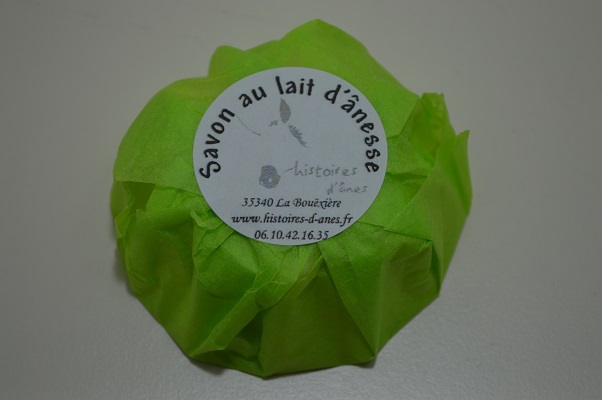 Savon au lait d'ânesse
histoires
d'ânes
35340 La Bouëxière
www.histoires-d-anes.fr
06.10.42.16.35